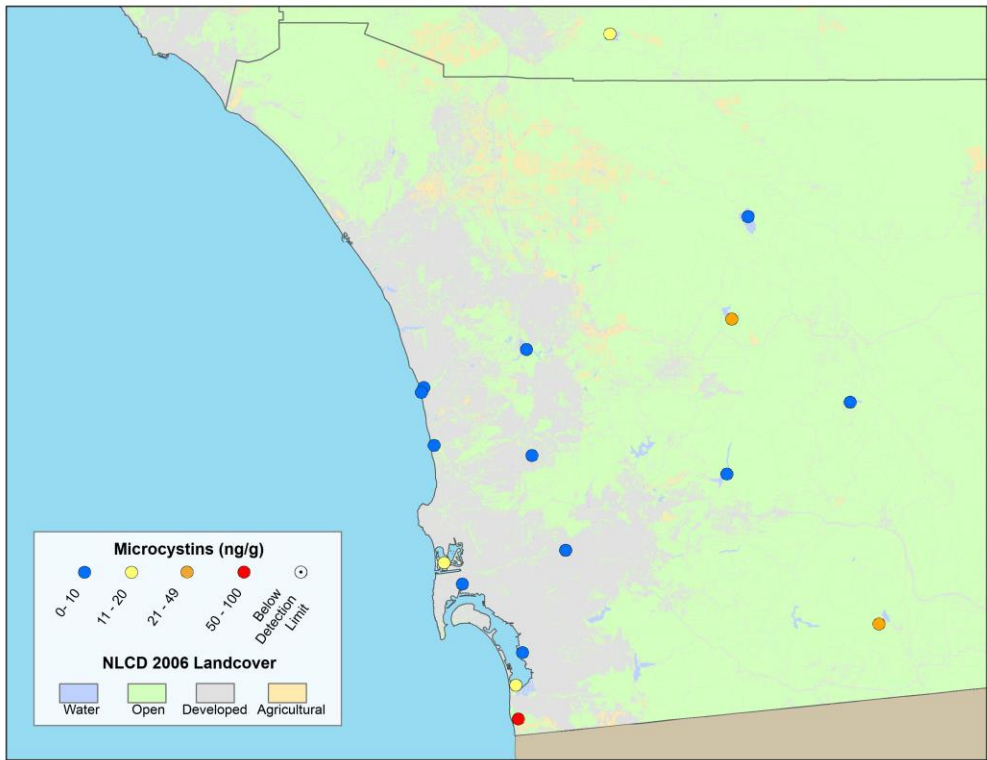 Microcystins (ng/g)
0- 10
11 - 20
21 - 49
50 - 100
Below
Detection
Limit
NLCD 2006 Landcover
Water
Open
Developed
Agricultural